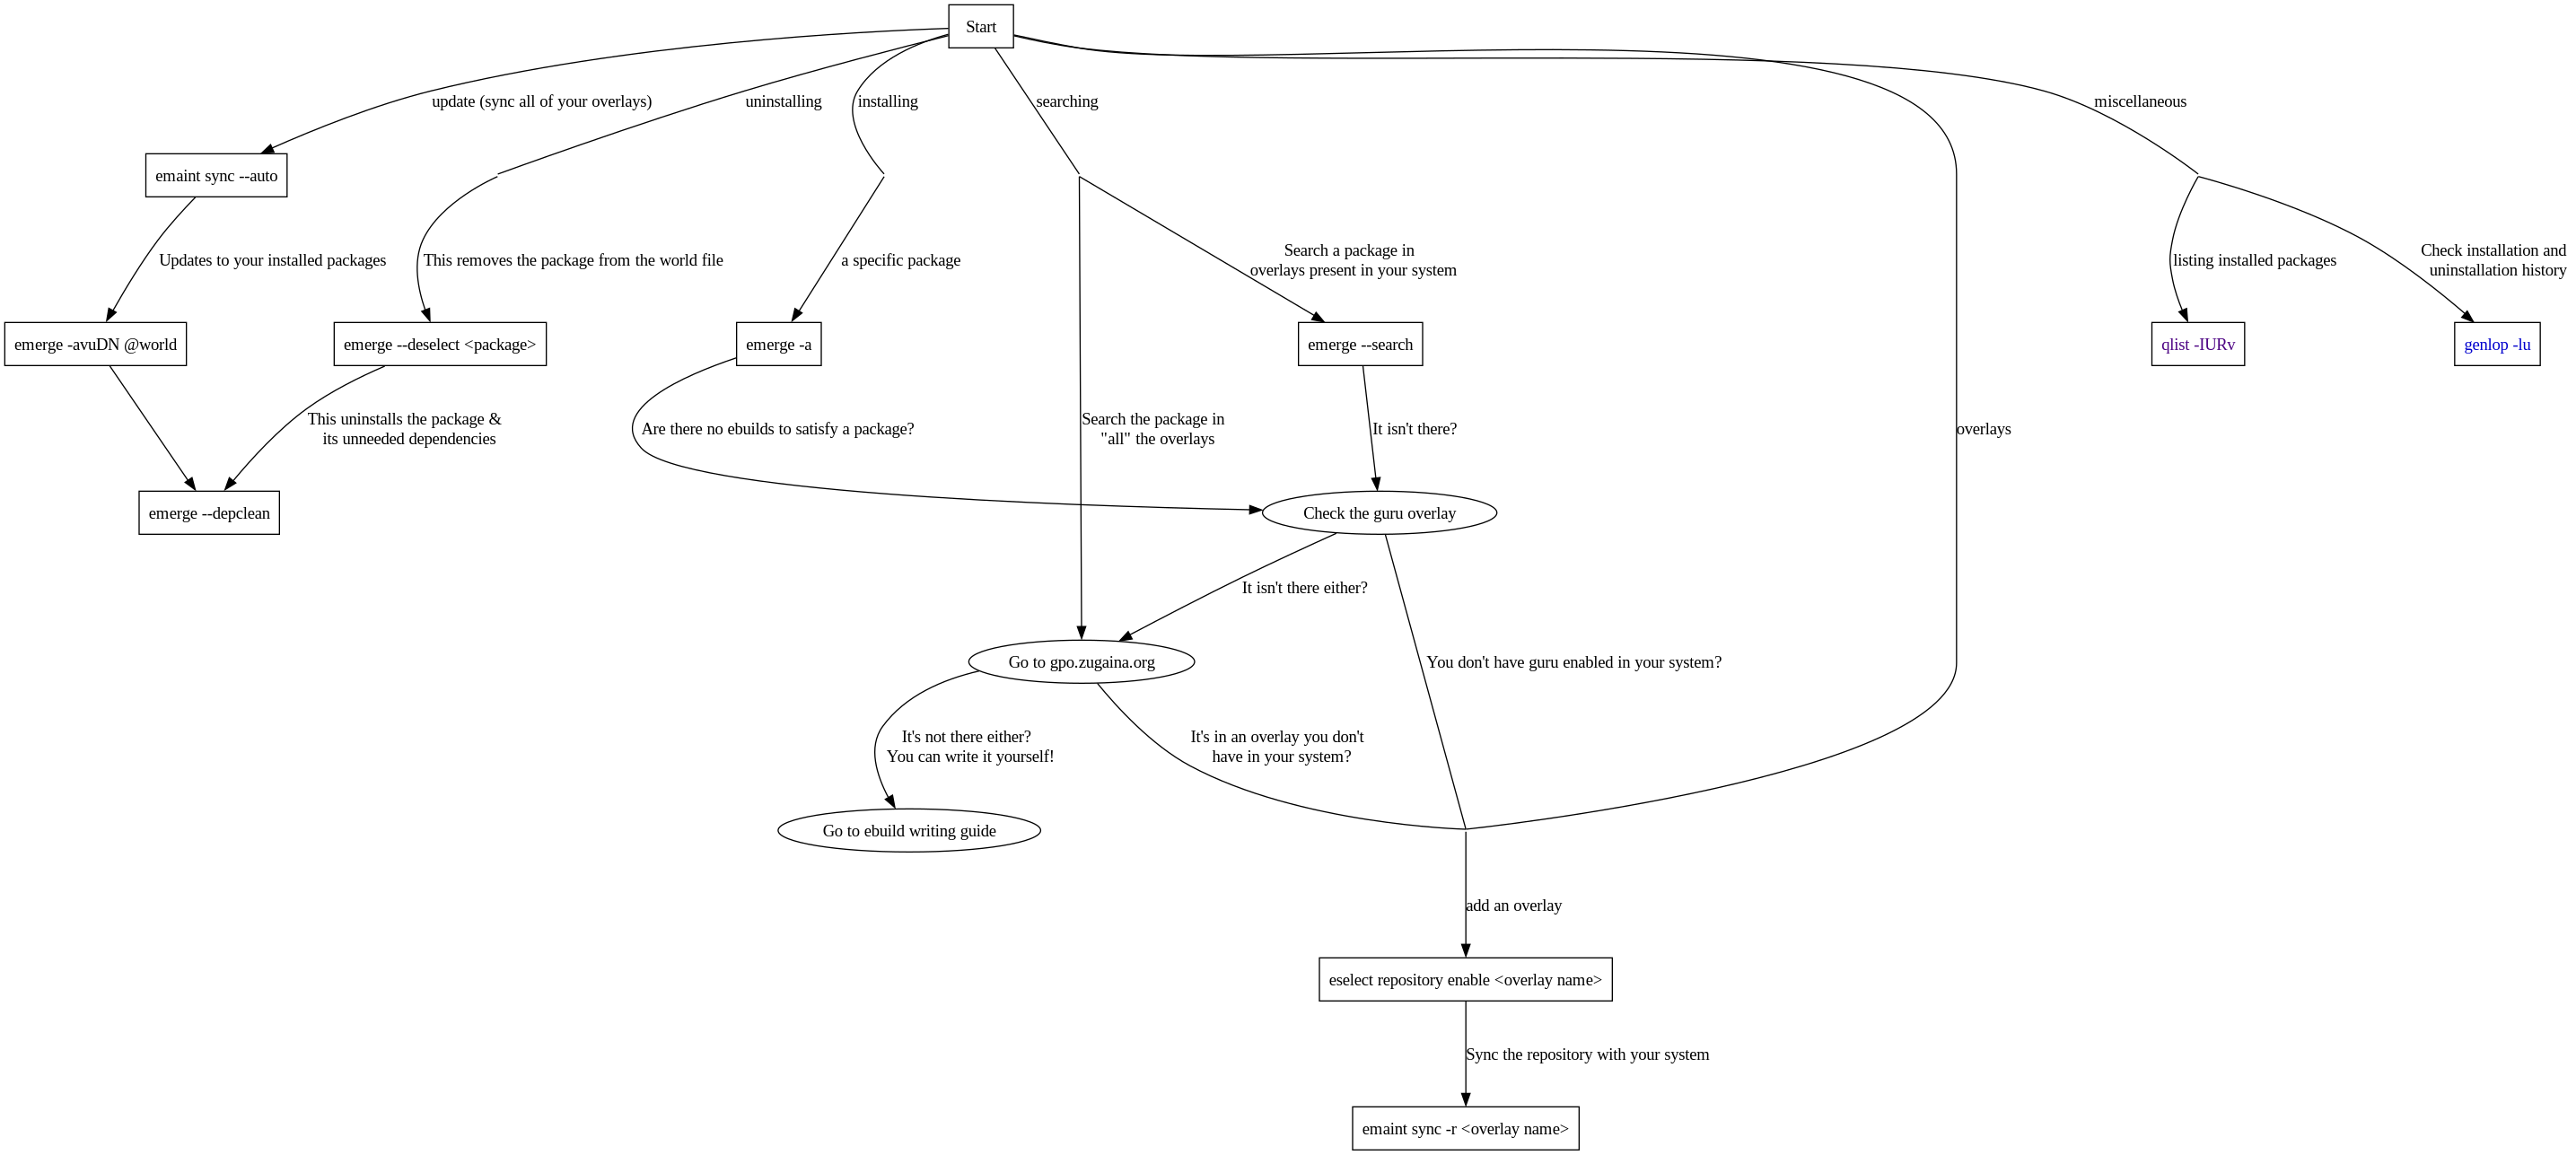 Start
update (sync all of your overlays)
uninstalling
installing
searching
miscellaneous
emaint sync --auto
Updates to your installed packages
This removes the package from the world file
a specific package
Search a package in
overlays present in your system
listing installed packages
Check installation and
uninstallation history
emerge -avuDN @world
emerge --deselect <package>
emerge -a
emerge --search
qlist -IURv
genlop -lu
This uninstalls the package &
its unneeded dependencies
Are there no ebuilds to satisfy a package?
Search the package in
"all" the overlays
It isn't there?
overlays
emerge --depclean
Check the guru overlay
It isn't there either?
Go to gpo.zugaina.org
You don't have guru enabled in your system?
It's not there either?
You can write it yourself!
It's in an overlay you don't
have in your system?
Go to ebuild writing guide
add an overlay
eselect repository enable <overlay name>
Sync the repository with your system
emaint sync -r <overlay name>